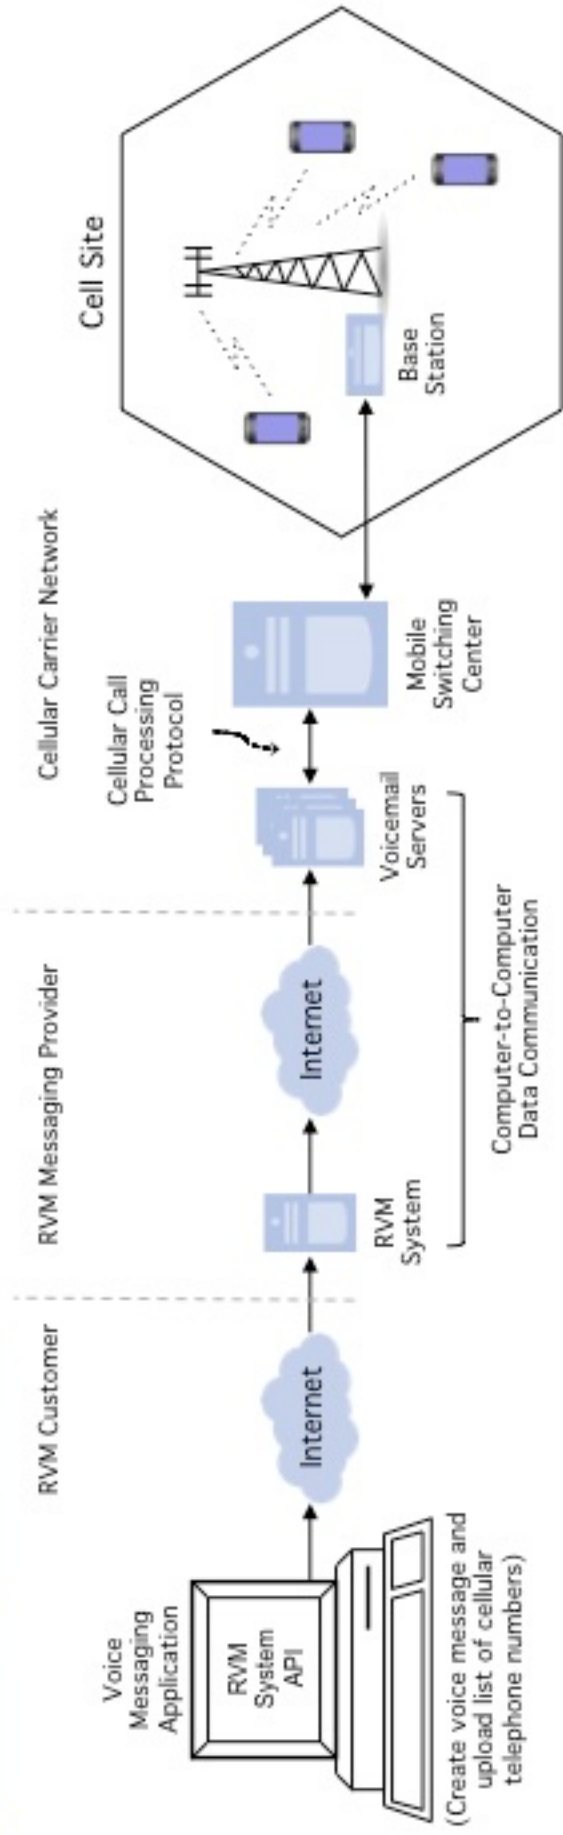 RVM Customer
RVM Messaging Provider
Cellular Carrier Network
Cell Site
Voice
Messaging
Application
RVM
System
API
(Create voice message and
upload list of cellular
telephone numbers)
Internet
RVM
System
Internet
Computer-to-Computer
Data Communication
Voicemail
Servers
Cellular Call
Processing
Protocol
Mobile
Switching
Center
Base
Station